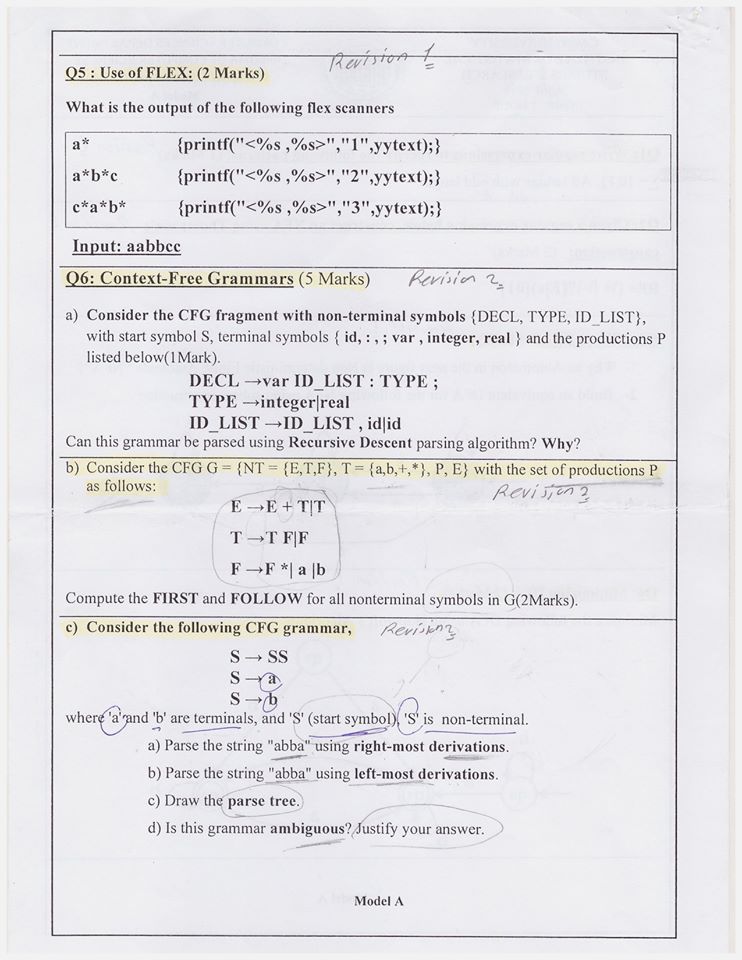 Revision 1
Q5 : Use of FLEX: (2 Marks)
What is the output of the following flex scanners
a* {printf("<%s ,%s>","1",yytext);}
a*b*c {printf("<%s ,%s>","2",yytext);}
c*a*b* {printf("<%s ,%s>","3",yytext);}
Input: aabbcc
Q6: Context-Free Grammars (5 Marks) Revision 2
a) Consider the CFG fragment with non-terminal symbols {DECL, TYPE, ID_LIST},
with start symbol S, terminal symbols { id, : , ; var , integer, real } and the productions P
listed below(1Mark).
DECL →var ID_LIST : TYPE ;
TYPE →integer|real
ID_LIST →ID_LIST , id|id
Can this grammar be parsed using Recursive Descent parsing algorithm? Why?
b) Consider the CFG G = {NT = {E,T,F}, T = {a,b,+,*}, P, E} with the set of productions P
as follows: Revision 2
E →E + T|T
T →T F|F
F →F *| a |b
Compute the FIRST and FOLLOW for all nonterminal symbols in G(2Marks).
c) Consider the following CFG grammar, Revision 2
S → SS
S → a
S → b
where 'a' and 'b' are terminals, and 'S' (start symbol), 'S' is non-terminal.
a) Parse the string "abba" using right-most derivations.
b) Parse the string "abba" using left-most derivations.
c) Draw the parse tree.
d) Is this grammar ambiguous? Justify your answer.
Model A